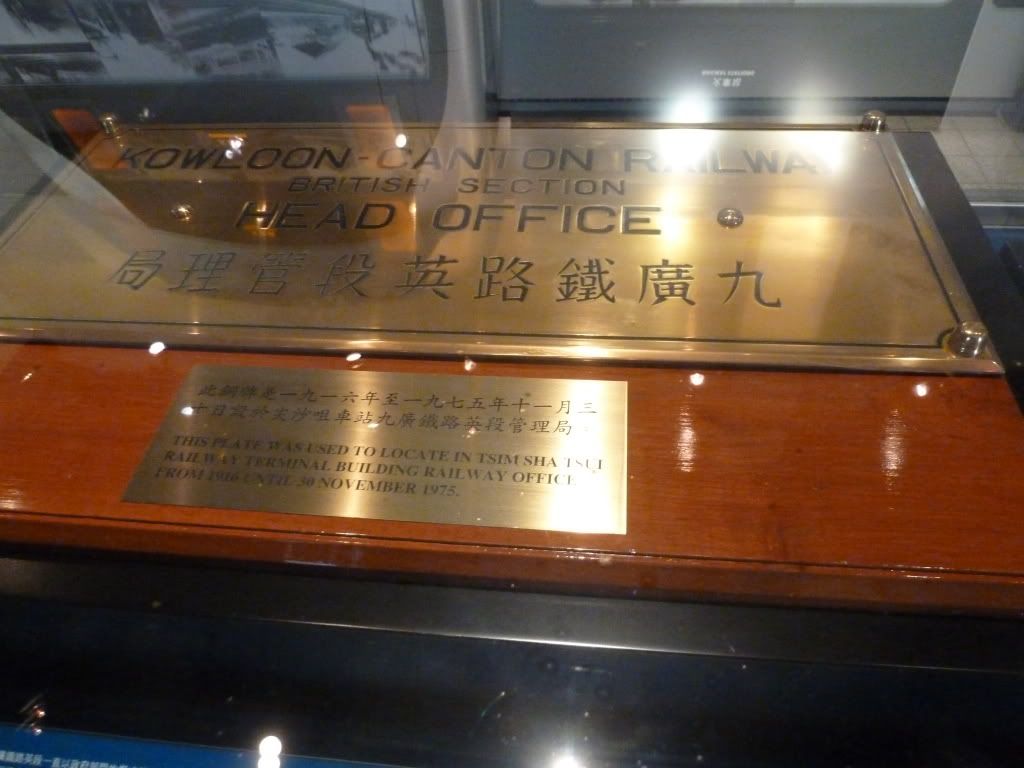 KOWLOON-CANTON RAILWAY
BRITISH SECTION
HEAD OFFICE
局理管段英路鐵廣九
此銅牌是一九一六年至一九七五年十一月三
十日設於尖沙咀車站九廣鐵路英段管理局。
THIS PLATE WAS USED TO LOCATE IN TSIM SHA TSUI
RAILWAY TERMINAL BUILDING RAILWAY OFFICE
FROM 1916 UNTIL 30 NOVEMBER 1975.